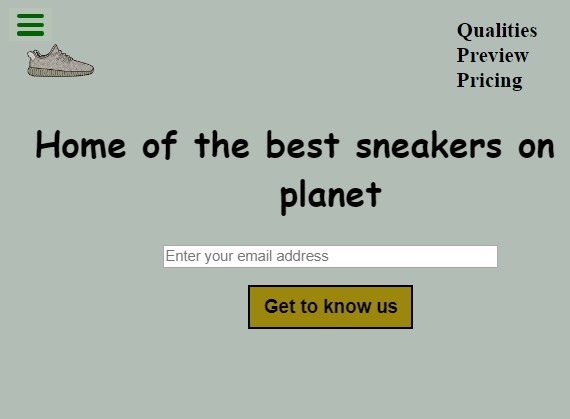 Qualities
Preview
Pricing
Home of the best sneakers on
planet
Enter your email address
Get to know us